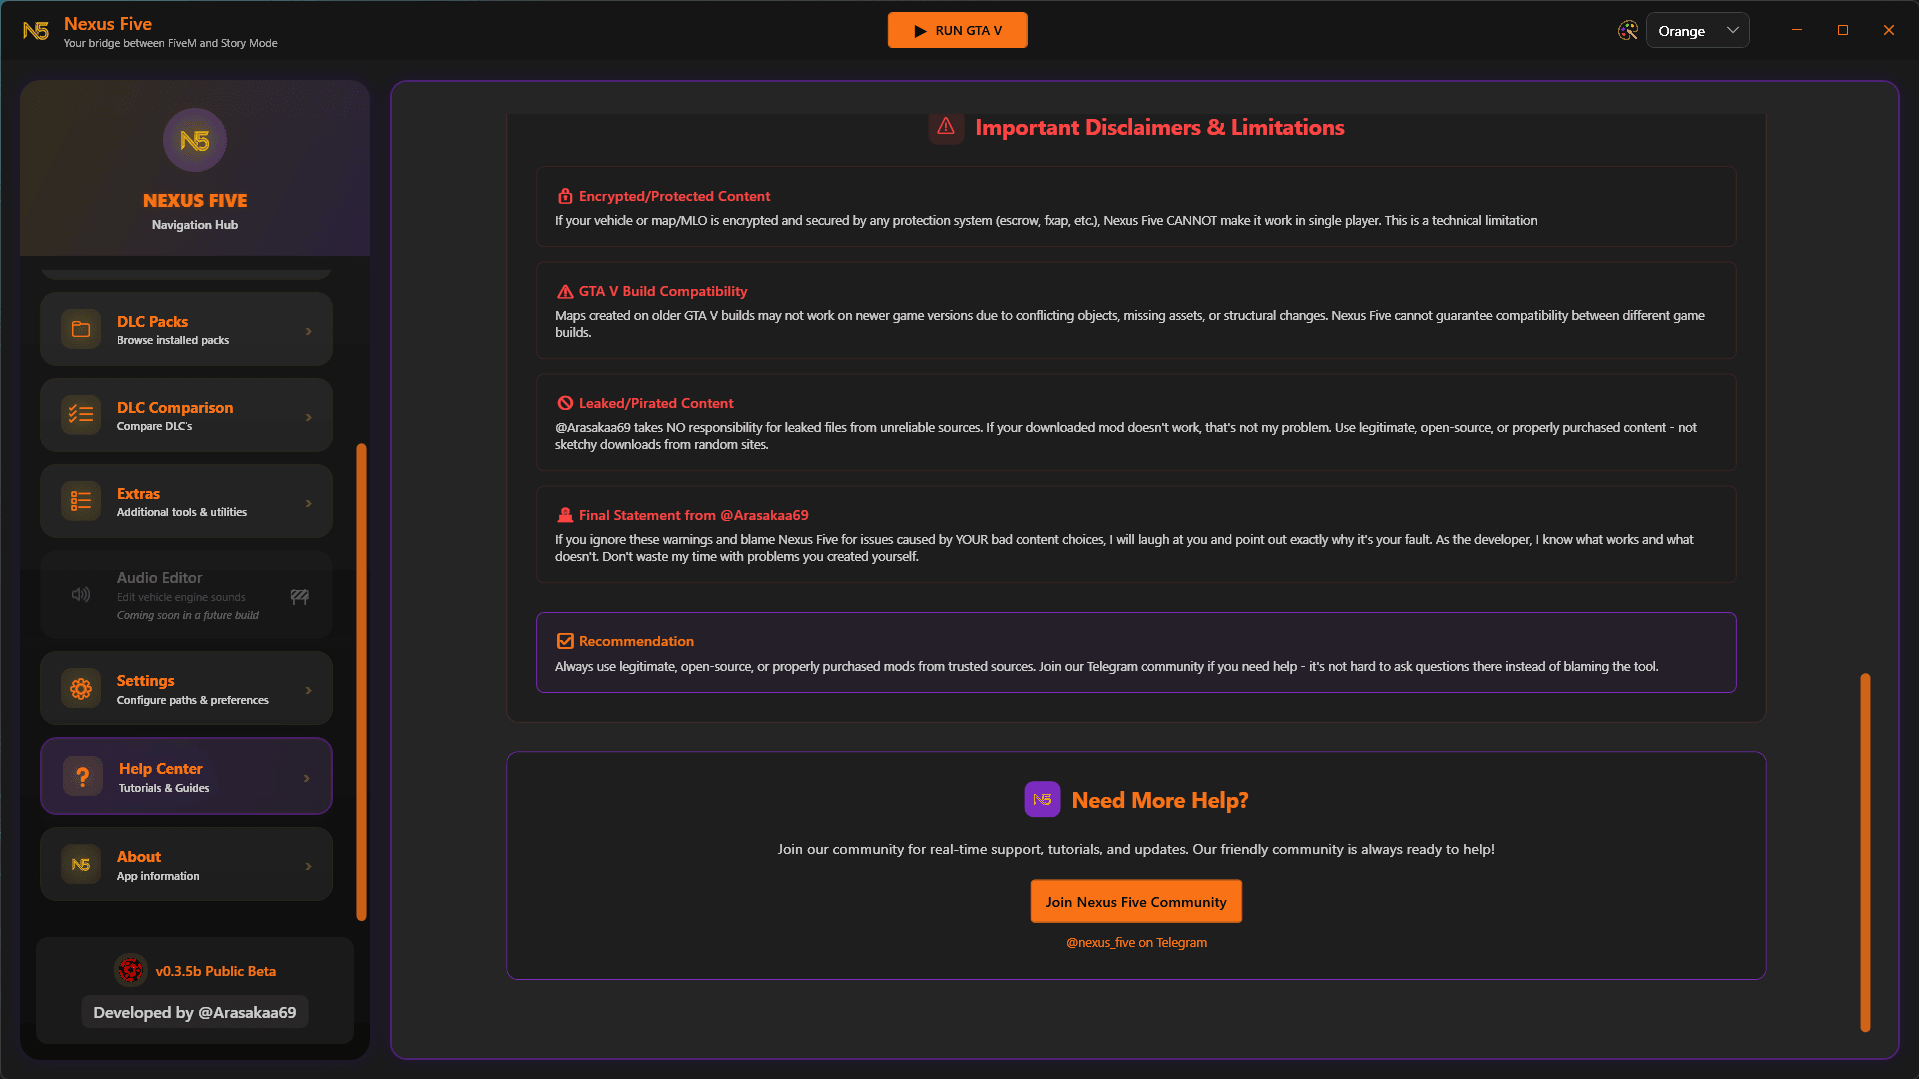 Nexus Five
Your bridge between FiveM and Story Mode
RUN GTA V
Orange
N5
NEXUS FIVE
Navigation Hub
DLC Packs
Browse installed packs
DLC Comparison
Compare DLC's
Extras
Additional tools & utilities
Audio Editor
Edit vehicle engine sounds
Coming soon in a future build
Settings
Configure paths & preferences
Help Center
Tutorials & Guides
N5
About
App information
v0.3.5b Public Beta
Developed by @Arasakaa69
Important Disclaimers & Limitations
Encrypted/Protected Content
If your vehicle or map/MLO is encrypted and secured by any protection system (escrow, fxap, etc.), Nexus Five CANNOT make it work in single player. This is a technical limitation
GTA V Build Compatibility
Maps created on older GTA V builds may not work on newer game versions due to conflicting objects, missing assets, or structural changes. Nexus Five cannot guarantee compatibility between different game
builds.
Leaked/Pirated Content
@Arasakaa69 takes NO responsibility for leaked files from unreliable sources. If your downloaded mod doesn't work, that's not my problem. Use legitimate, open-source, or properly purchased content - not
sketchy downloads from random sites.
Final Statement from @Arasakaa69
If you ignore these warnings and blame Nexus Five for issues caused by YOUR bad content choices, I will laugh at you and point out exactly why it's your fault. As the developer, I know what works and what
doesn't. Don't waste my time with problems you created yourself.
Recommendation
Always use legitimate, open-source, or properly purchased mods from trusted sources. Join our Telegram community if you need help - it's not hard to ask questions there instead of blaming the tool.
N5
Need More Help?
Join our community for real-time support, tutorials, and updates. Our friendly community is always ready to help!
Join Nexus Five Community
@nexus_five on Telegram